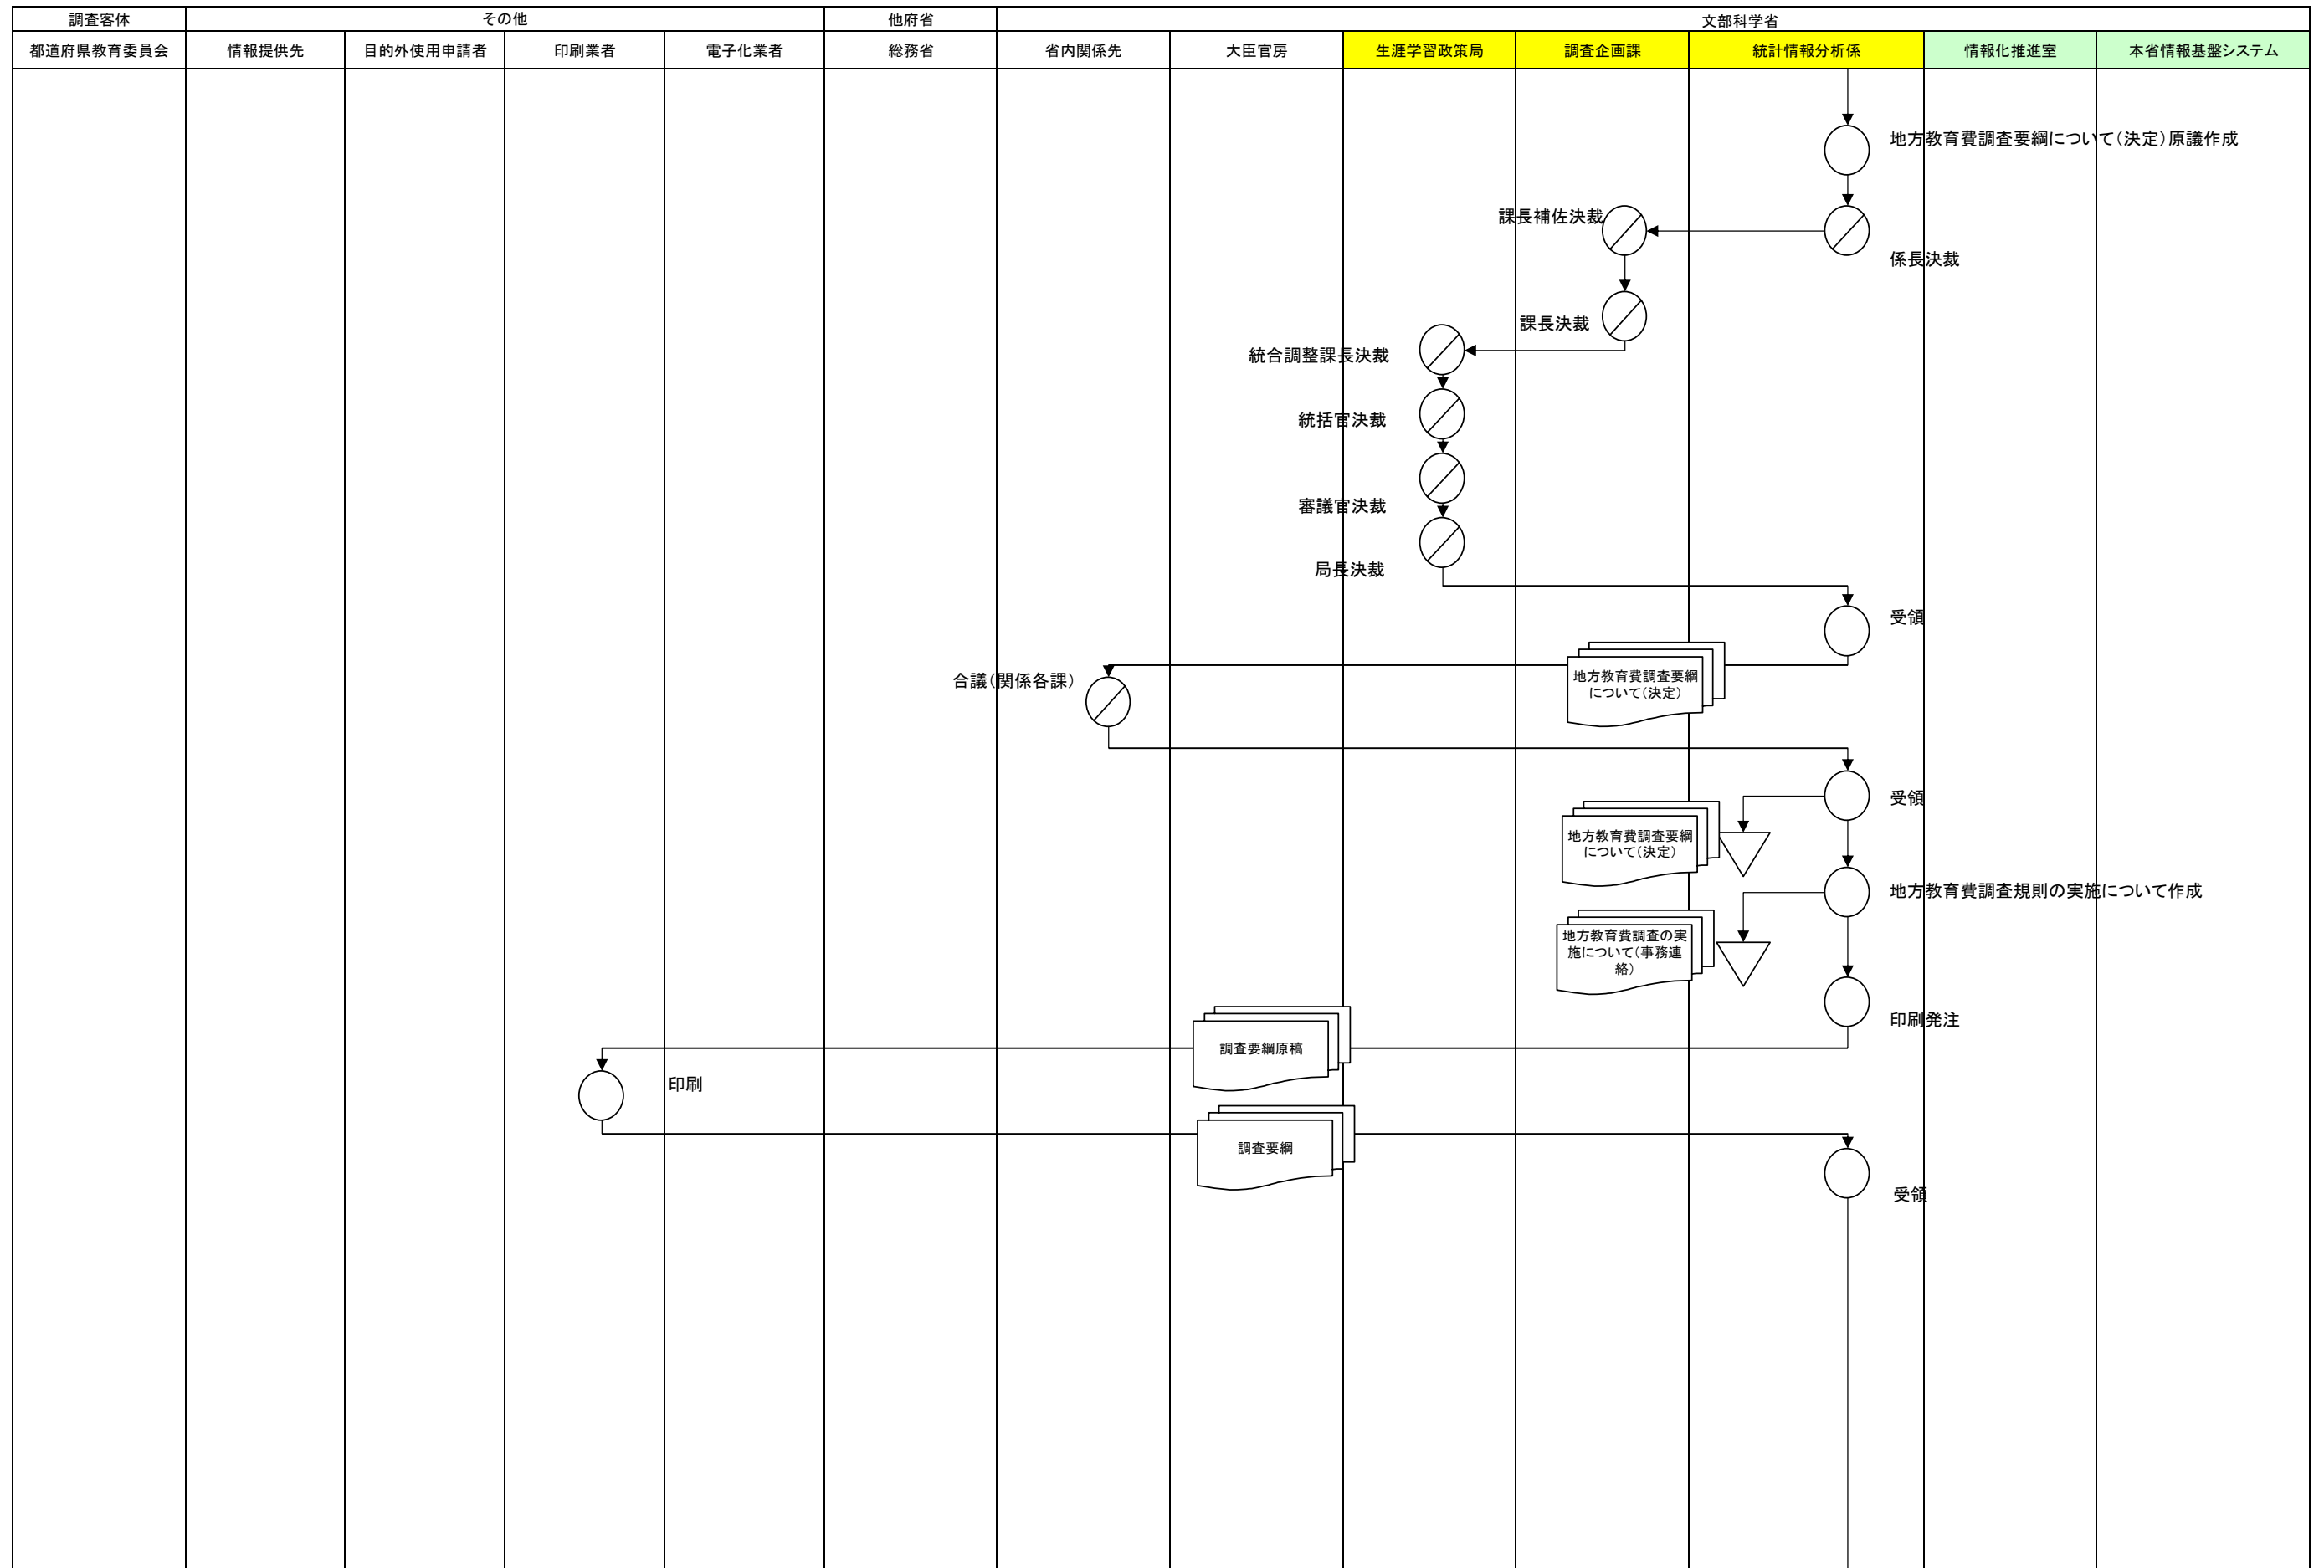 調査客体
その他
他府省
文部科学省
都道府県教育委員会
情報提供先
目的外使用申請者
印刷業者
電子化業者
総務省
省内関係先
大臣官房
生涯学習政策局
調査企画課
統計情報分析係
情報化推進室
本省情報基盤システム
地方教育費調査要綱について(決定)原議作成
課長補佐決裁
係長決裁
課長決裁
統合調整課長決裁
統括官決裁
審議官決裁
局長決裁
受領
地方教育費調査要綱
について(決定)
合議(関係各課)
受領
地方教育費調査要綱
について(決定)
地方教育費調査規則の実施について作成
地方教育費調査の実
施について(事務連
絡)
印刷発注
調査要綱原稿
印刷
調査要綱
受領